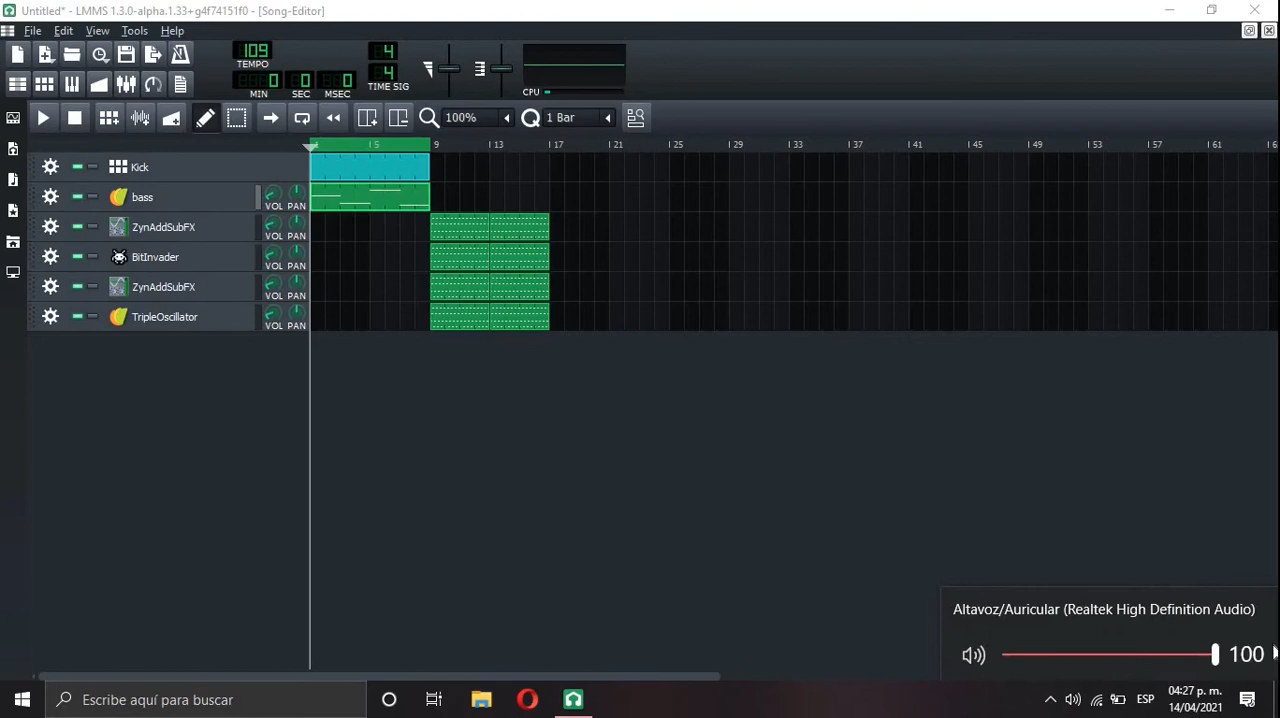 Untitled* - LMMS 1.3.0-alpha.1.33+g4f74151f0 - [Song-Editor]
File Edit View Tools Help
109
TEMPO
4
4
TIME SIG
0 0 0
MIN SEC MSEC
CPU
100%
1 Bar
1 5 9 13 17 21 25 29 33 37 41 45 49 53 57 61 6
Kick
bass VOL PAN
ZynAddSubFX VOL PAN
BitInvader VOL PAN
ZynAddSubFX VOL PAN
TripleOscillator VOL PAN
Altavoz/Auricular (Realtek High Definition Audio)
100
Escribe aquí para buscar
ESP
04:27 p. m.
14/04/2021